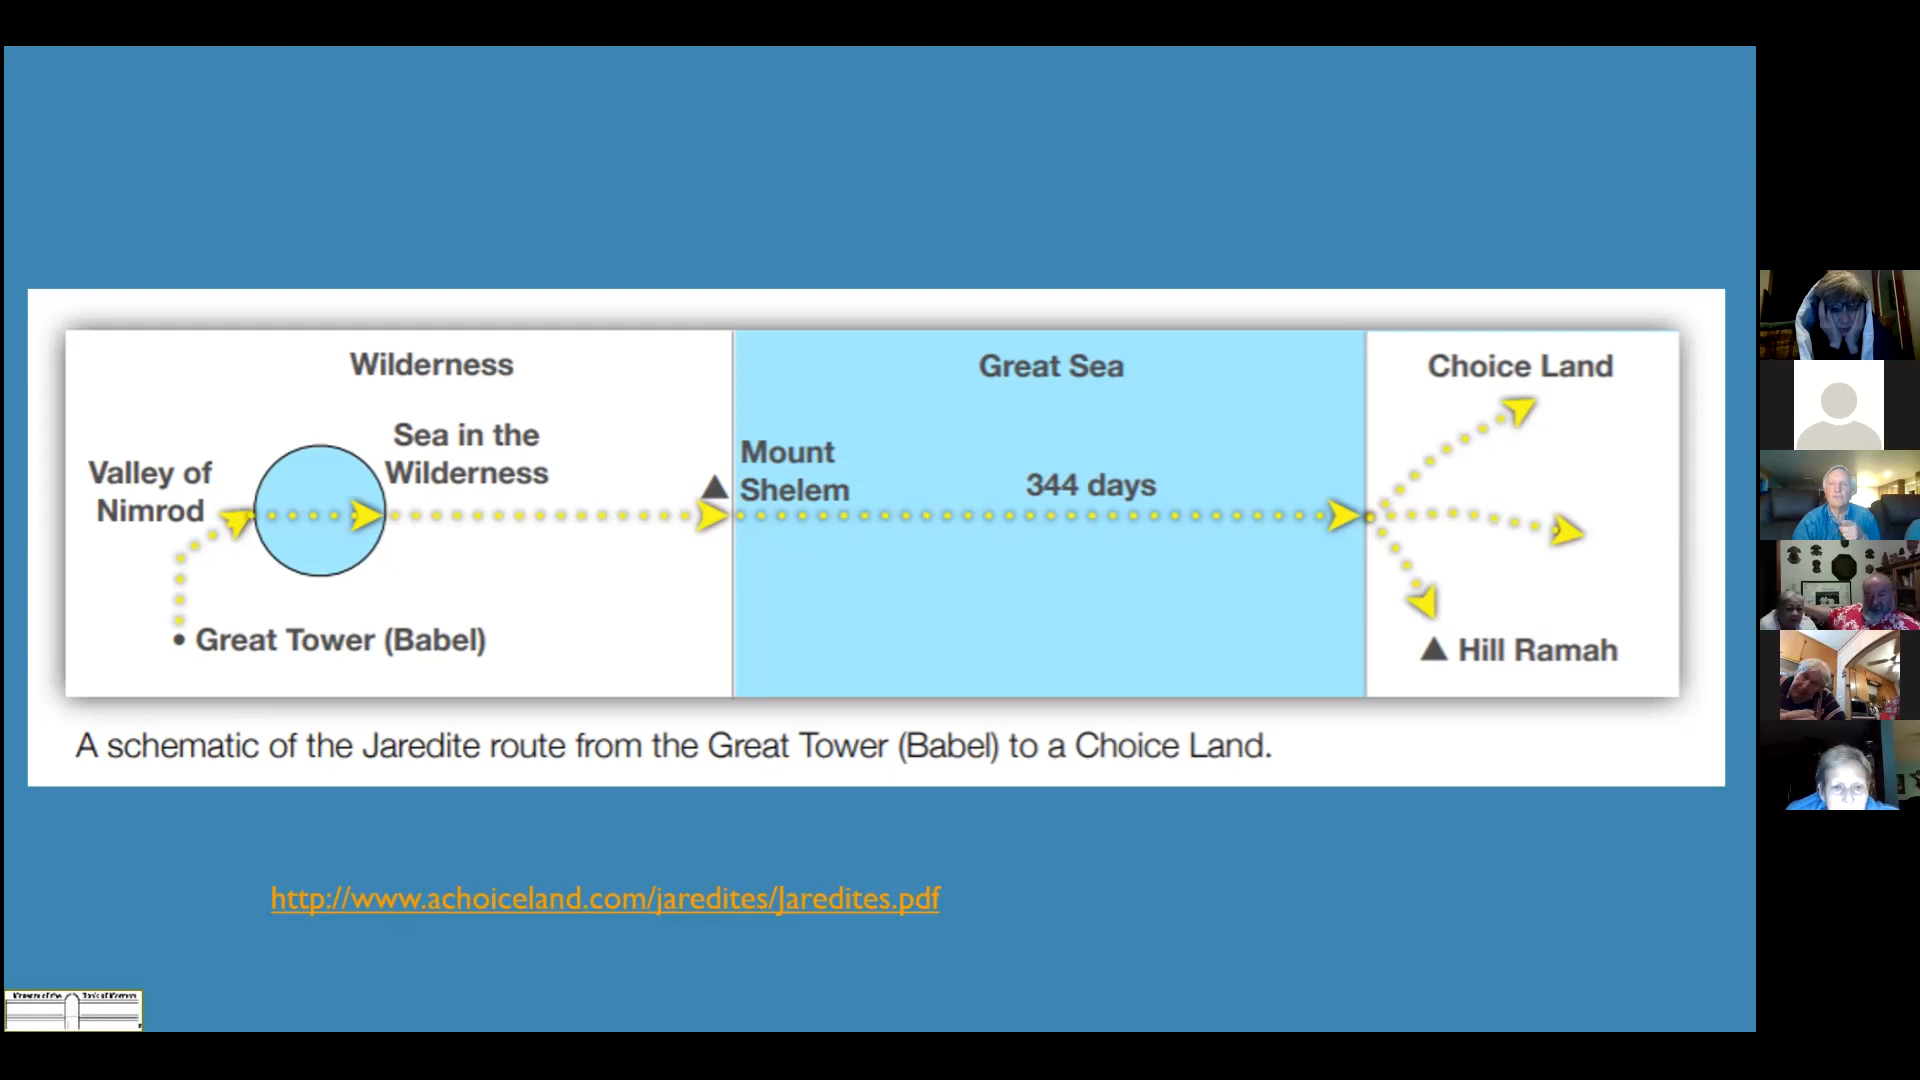 Wilderness
Great Sea
Choice Land
Sea in the
Wilderness
Valley of
Nimrod
Mount
Shelem
344 days
• Great Tower (Babel)
Hill Ramah
A schematic of the Jaredite route from the Great Tower (Babel) to a Choice Land.
http://www.achoiceland.com/jaredites/Jaredites.pdf